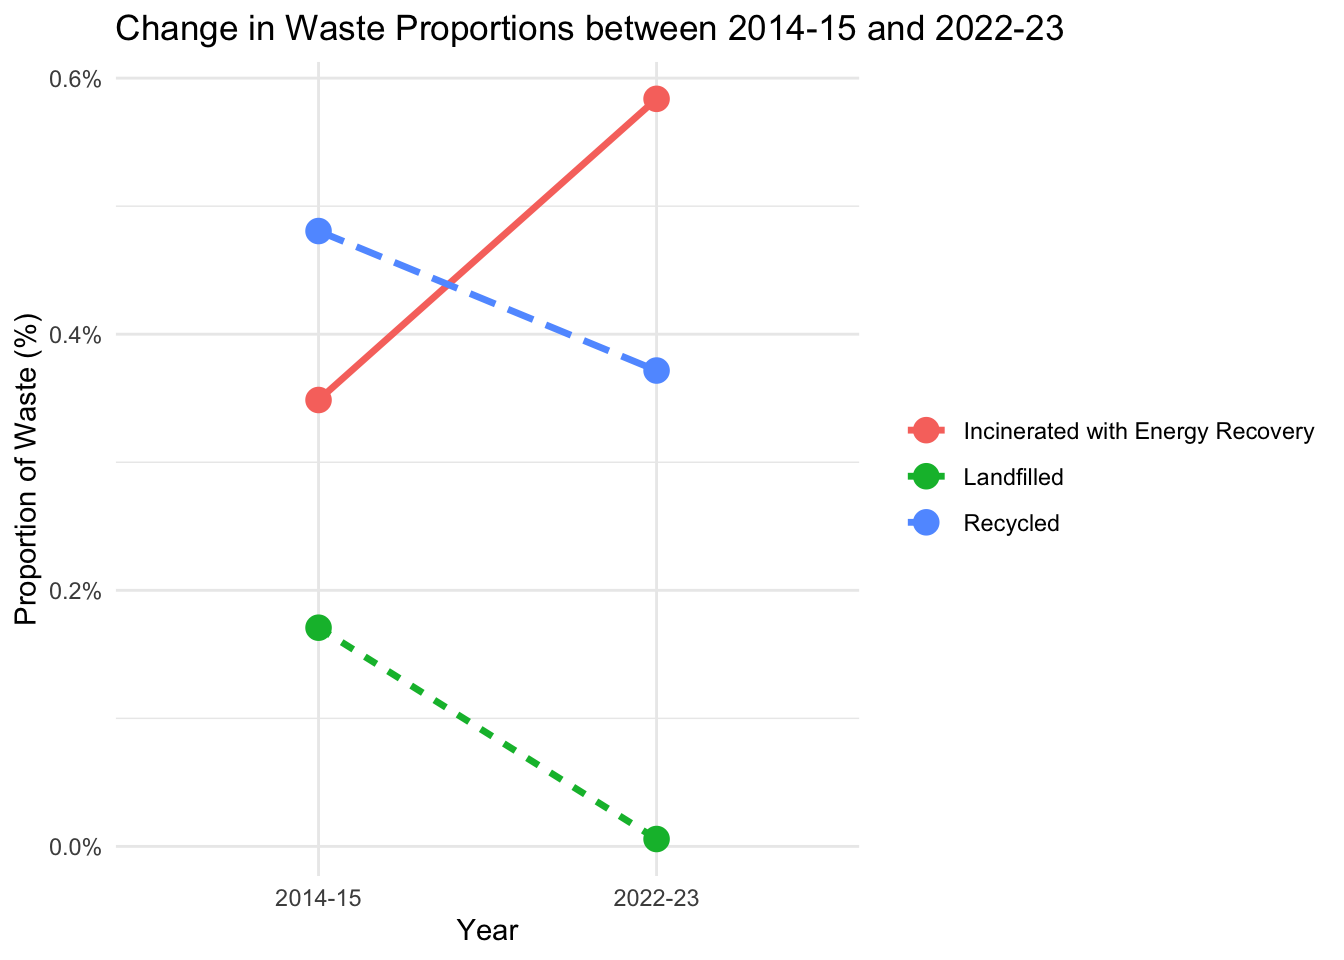 Change in Waste Proportions between 2014-15 and 2022-23
Proportion of Waste (%)
0.6%
0.4%
0.2%
0.0%
2014-15
2022-23
Year
Incinerated with Energy Recovery
Landfilled
Recycled